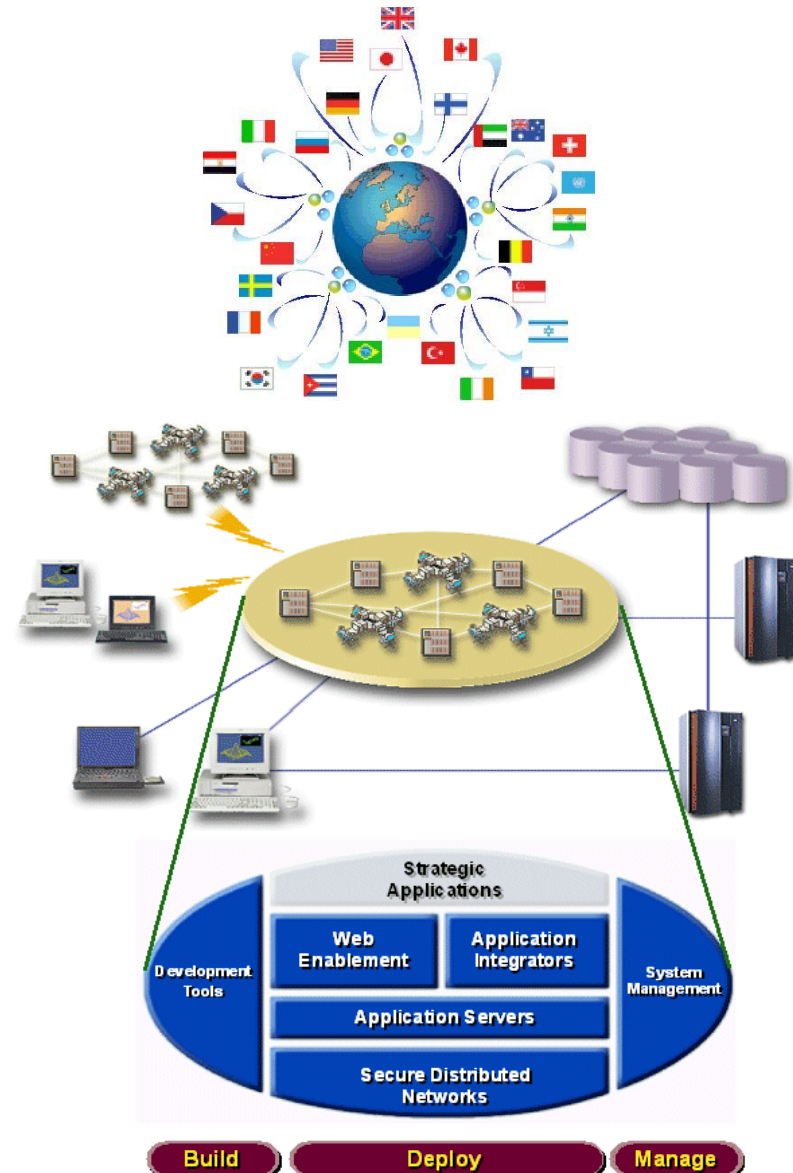 Strategic
Applications
Web
Enablement
Application
Integrators
Development
Tools
System
Management
Application Servers
Secure Distributed
Networks
Build
Deploy
Manage